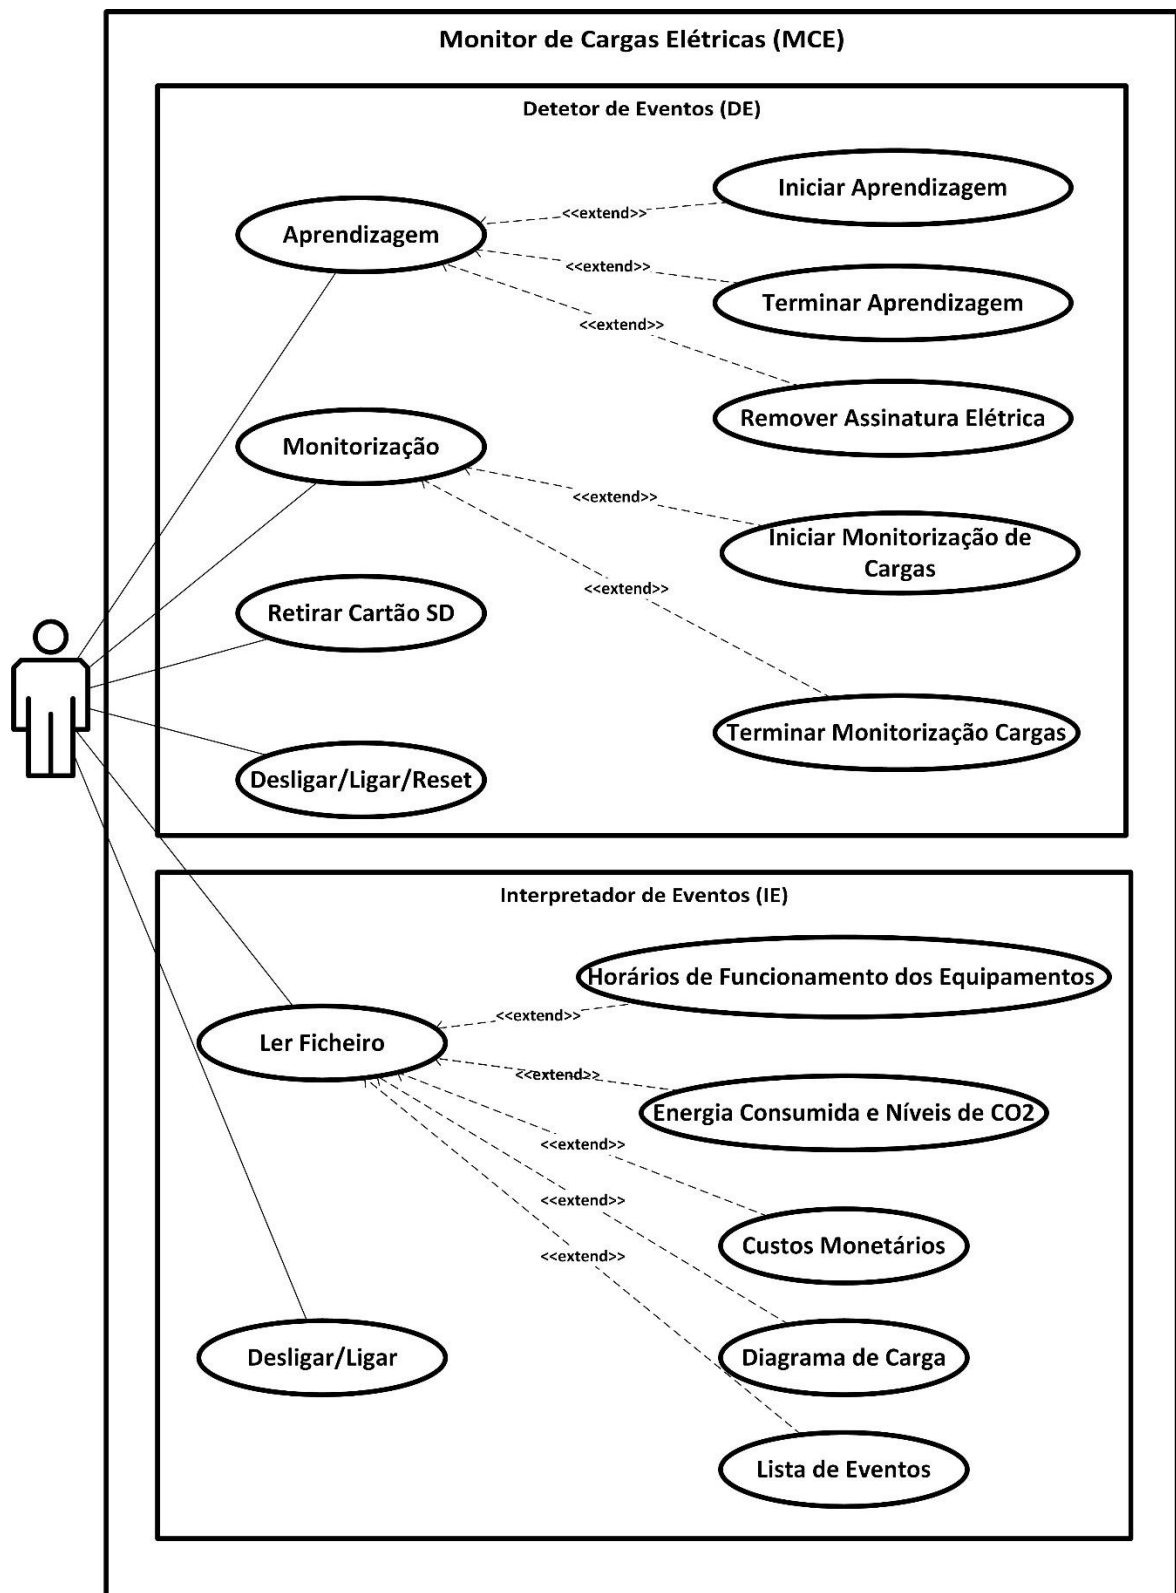 Monitor de Cargas Elétricas (MCE)
Detetor de Eventos (DE)
Iniciar Aprendizagem
<<extend>>
Aprendizagem
<<extend>>
Terminar Aprendizagem
<<extend>>
Remover Assinatura Elétrica
Monitorização
<<extend>>
Iniciar Monitorização de
Cargas
<<extend>>
Retirar Cartão SD
Terminar Monitorização Cargas
Desligar/Ligar/Reset
Interpretador de Eventos (IE)
Horários de Funcionamento dos Equipamentos
<<extend>>
Ler Ficheiro
<<extend>>
Energia Consumida e Níveis de CO2
<<extend>>
<<extend>>
Custos Monetários
<<extend>>
Desligar/Ligar
Diagrama de Carga
Lista de Eventos